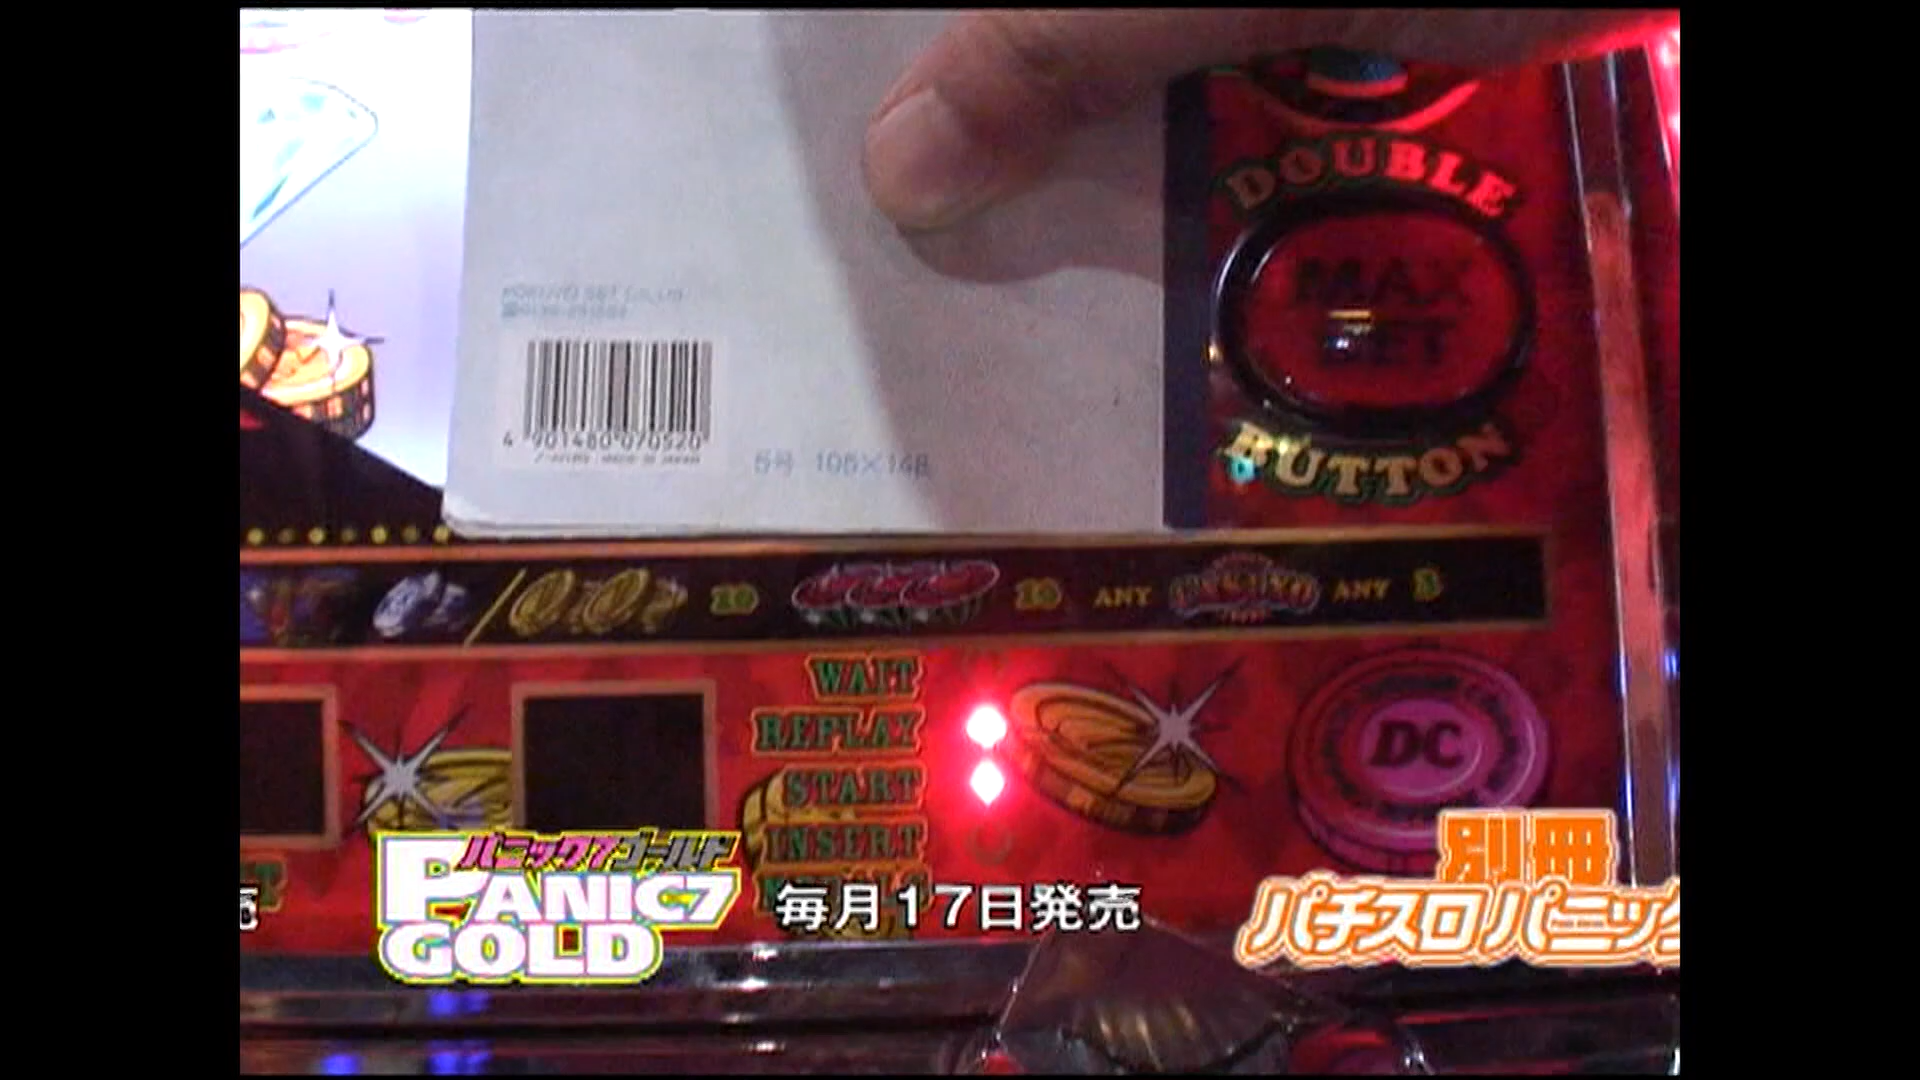 DOUBLE
MAX
BET
BUTTON
4 901480 070520
5号 105×148
10
ANY
ANY
WAIT
REPLAY
START
INSERT
DC
売
パニック7ゴールド
PANIC7
GOLD
毎月17日発売
別冊
パチスロパニック